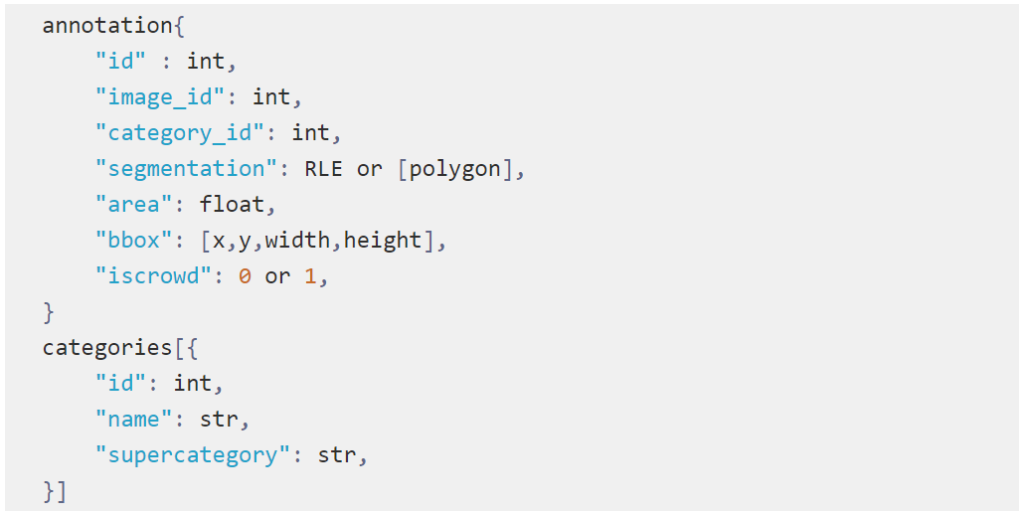 annotation{
    "id" : int,
    "image_id": int,
    "category_id": int,
    "segmentation": RLE or [polygon],
    "area": float,
    "bbox": [x,y,width,height],
    "iscrowd": 0 or 1,
}
categories[{
    "id": int,
    "name": str,
    "supercategory": str,
}]